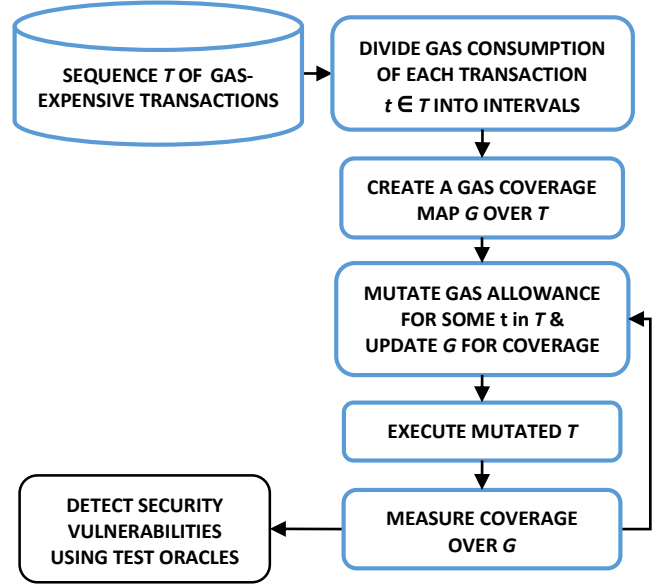 SEQUENCE T OF GAS-
EXPENSIVE TRANSACTIONS
DIVIDE GAS CONSUMPTION
OF EACH TRANSACTION
t ∈ T INTO INTERVALS
CREATE A GAS COVERAGE
MAP G OVER T
MUTATE GAS ALLOWANCE
FOR SOME t in T &
UPDATE G FOR COVERAGE
EXECUTE MUTATED T
MEASURE COVERAGE
OVER G
DETECT SECURITY
VULNERABILITIES
USING TEST ORACLES